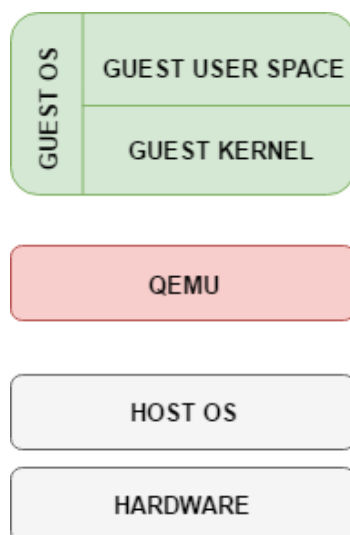 GUEST OS
GUEST USER SPACE
GUEST KERNEL
QEMU
HOST OS
HARDWARE